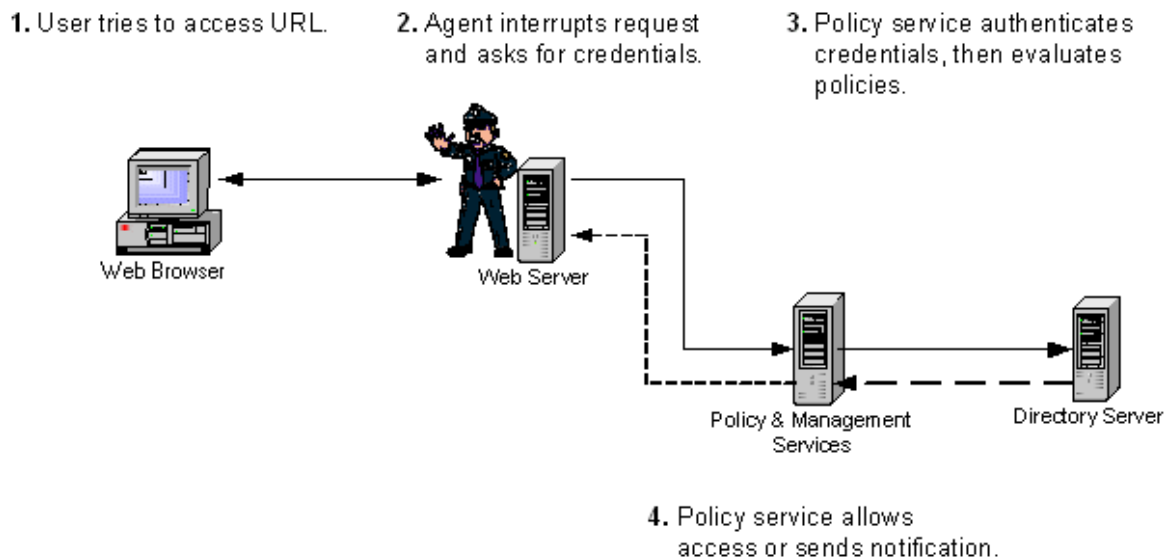 1. User tries to access URL.
2. Agent interrupts request
and asks for credentials.
3. Policy service authenticates
credentials, then evaluates
policies.
Web Browser
Web Server
Policy & Management
Services
Directory Server
4. Policy service allows
access or sends notification.